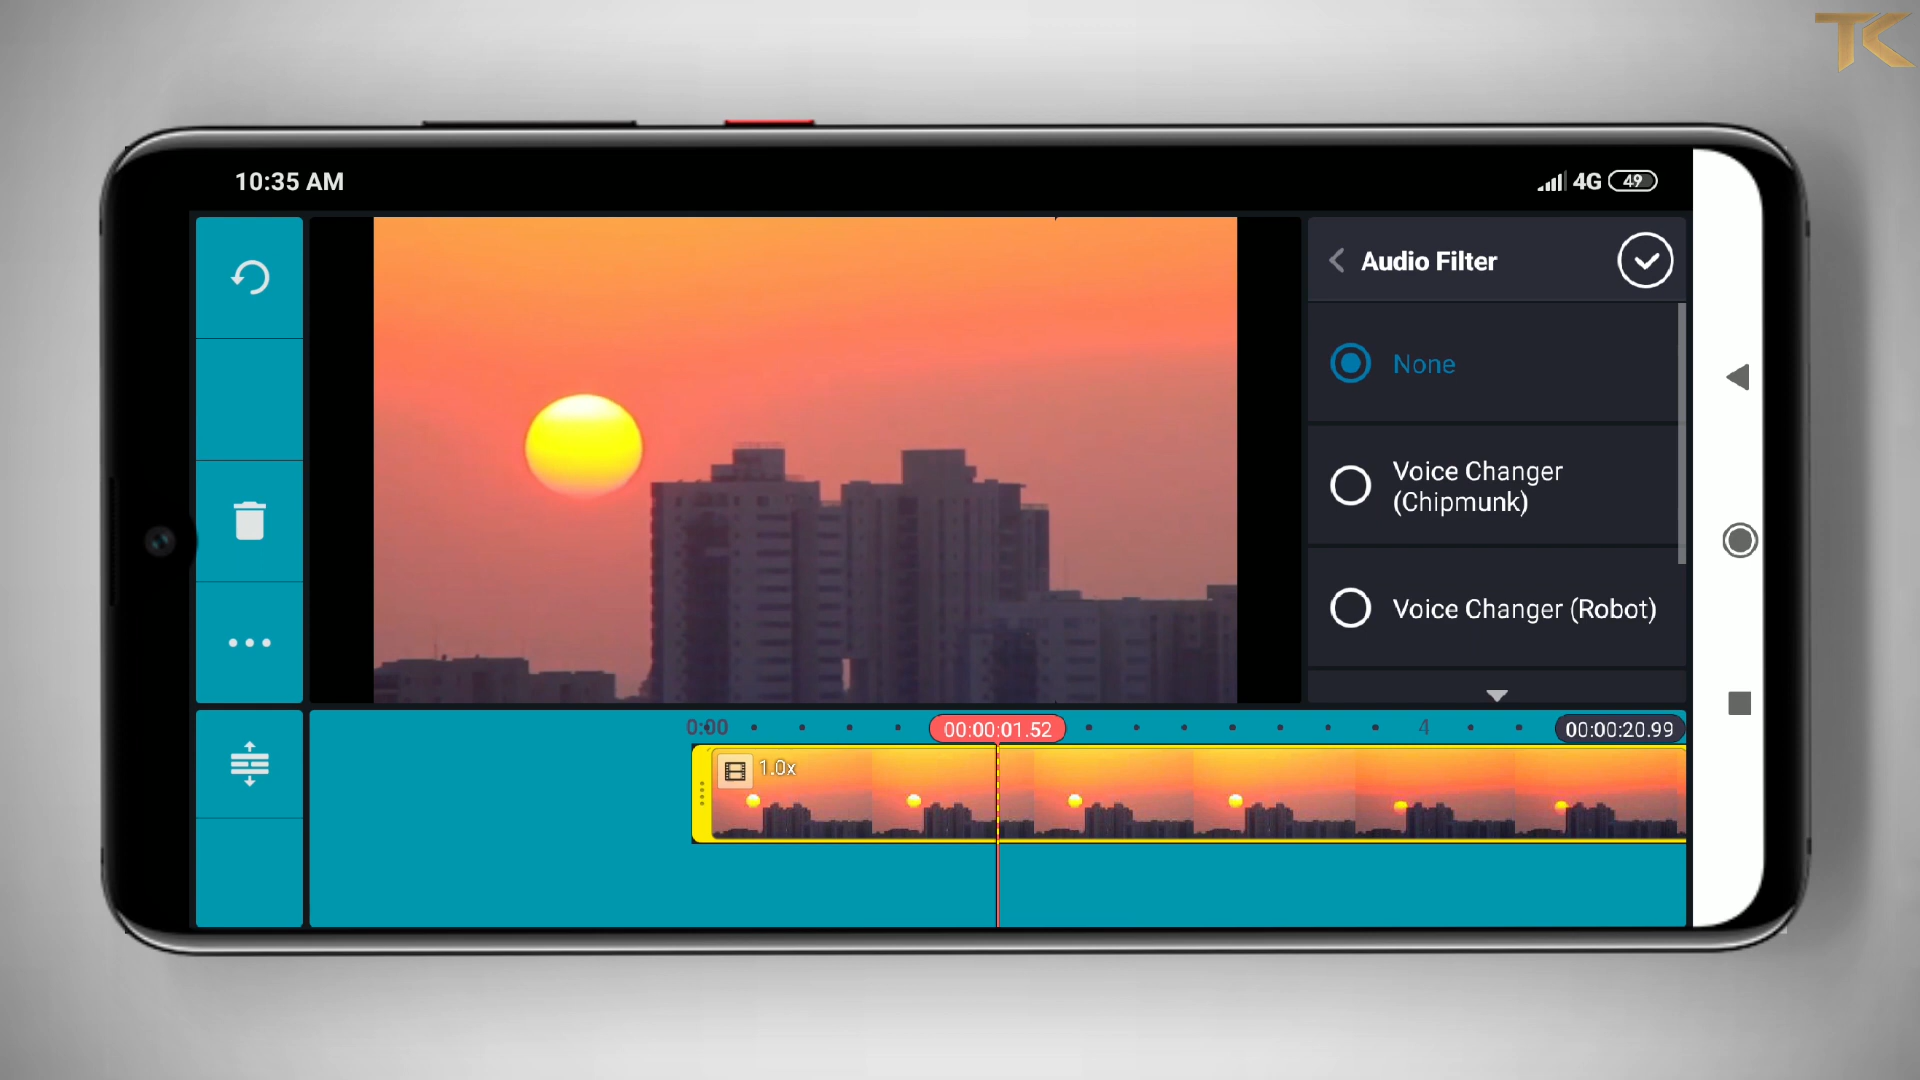 TK
10:35 AM
4G 49
Audio Filter
None
Voice Changer
(Chipmunk)
Voice Changer (Robot)
0:00
00:00:01.52
4
00:00:20.99
1.0x